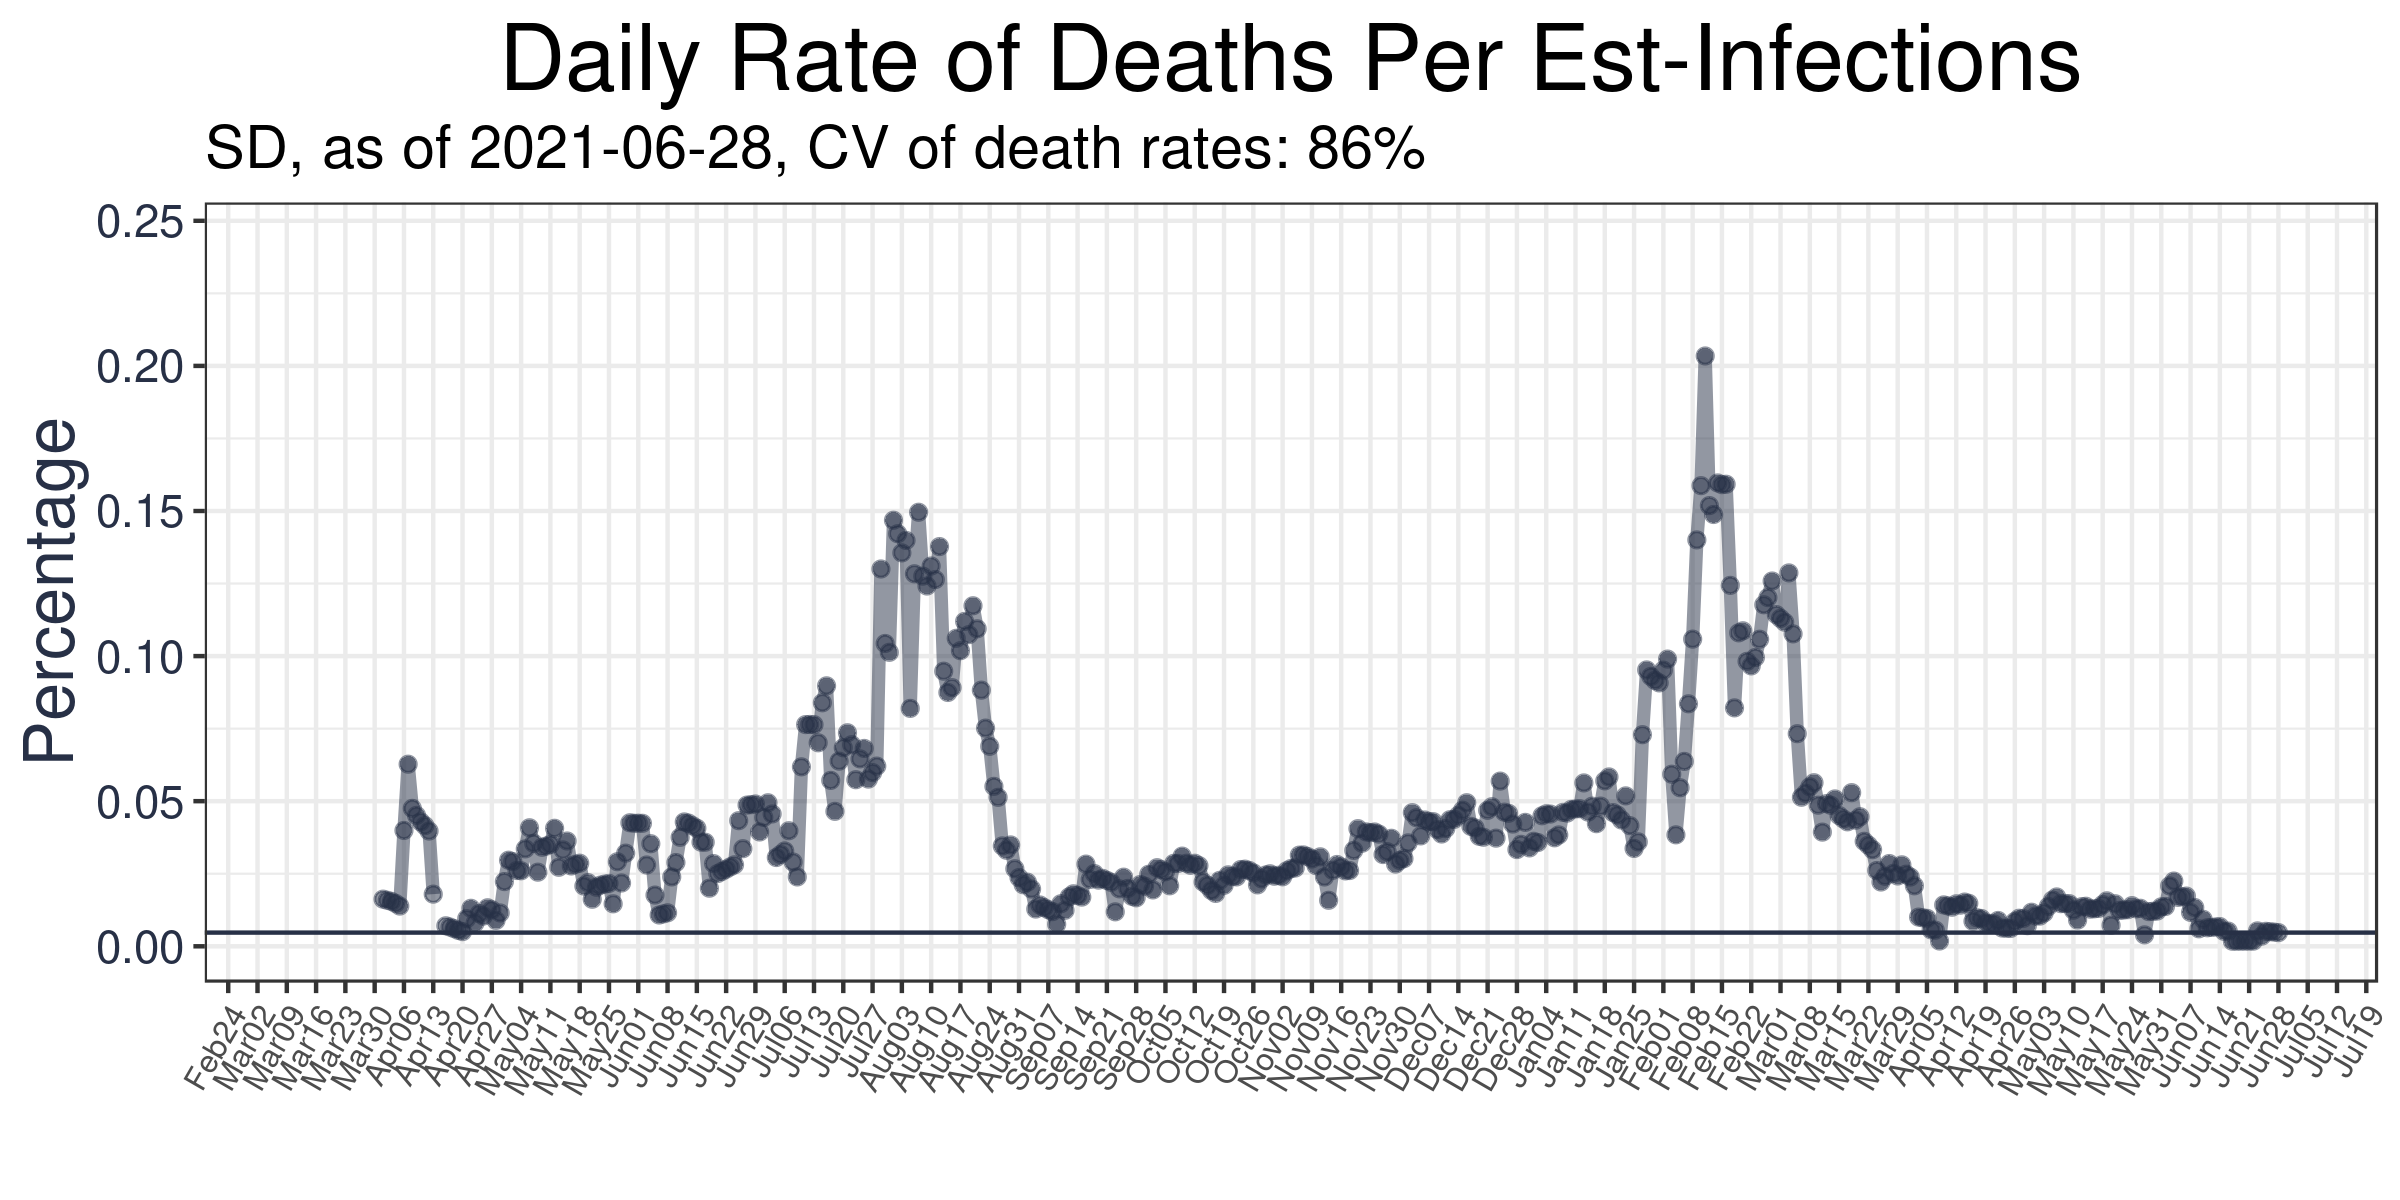 Daily Rate of Deaths Per Est-Infections
SD, as of 2021-06-28, CV of death rates: 86%
Percentage
0.25
0.20
0.15
0.10
0.05
0.00
Feb24
Mar02
Mar09
Mar16
Mar23
Mar30
Apr06
Apr13
Apr20
Apr27
May04
May11
May18
May25
Jun01
Jun08
Jun15
Jun22
Jun29
Jul06
Jul13
Jul20
Jul27
Aug03
Aug10
Aug17
Aug24
Aug31
Sep07
Sep14
Sep21
Sep28
Oct05
Oct12
Oct19
Oct26
Nov02
Nov09
Nov16
Nov23
Nov30
Dec07
Dec14
Dec21
Dec28
Jan04
Jan11
Jan18
Jan25
Feb01
Feb08
Feb15
Feb22
Mar01
Mar08
Mar15
Mar22
Mar29
Apr05
Apr12
Apr19
Apr26
May03
May10
May17
May24
May31
Jun07
Jun14
Jun21
Jun28
Jul05
Jul12
Jul19